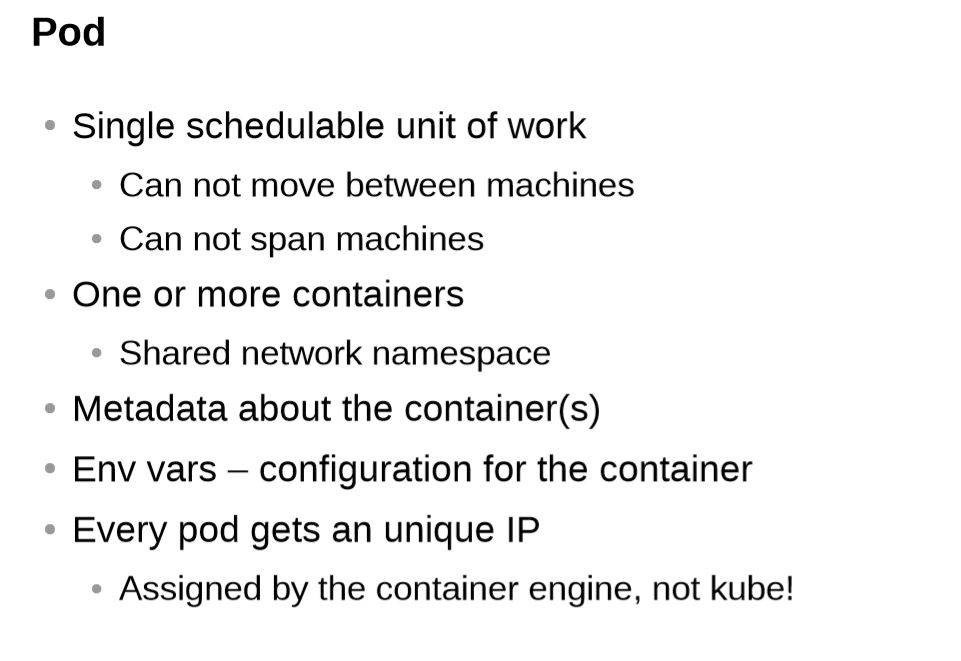 Pod
• Single schedulable unit of work
• Can not move between machines
• Can not span machines
• One or more containers
• Shared network namespace
• Metadata about the container(s)
• Env vars – configuration for the container
• Every pod gets an unique IP
• Assigned by the container engine, not kube!